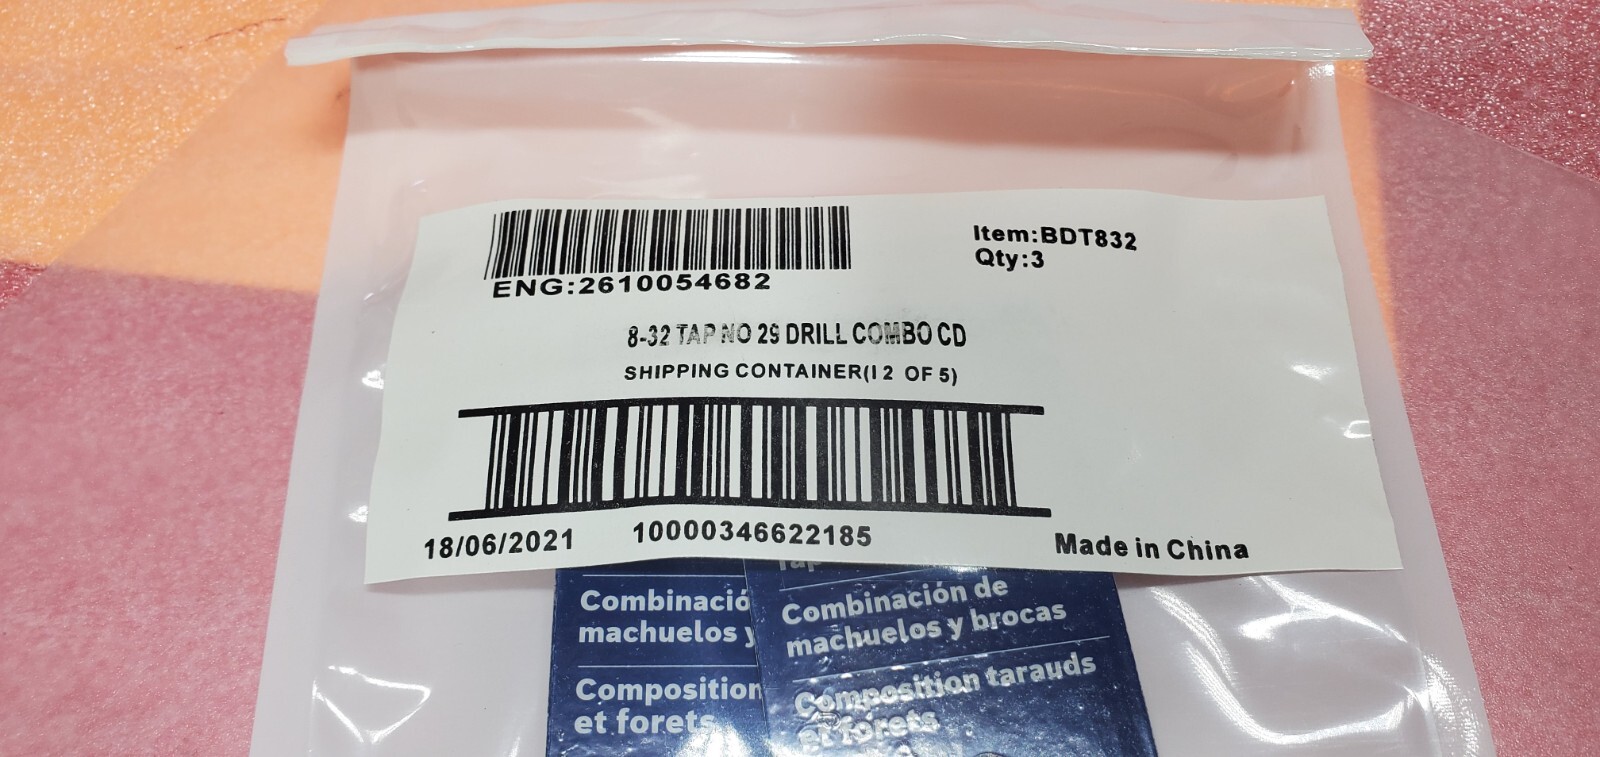 Item:BDT832
Qty:3
ENG:2610054682
8-32 TAP NO 29 DRILL COMBO CD
SHIPPING CONTAINER(I 2 OF 5)
18/06/2021
10000346622185
Made in China
Combinació
machuelos y
Composition
et forets
Tap
Combinación de
machuelos y brocas
Composition tarauds
et forets